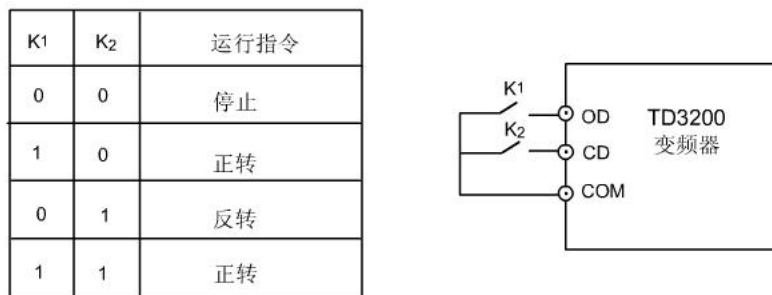 K1 K2 运行指令
0 0 停止
1 0 正转
0 1 反转
1 1 正转
K1
OD
K2
CD
COM
TD3200
变频器